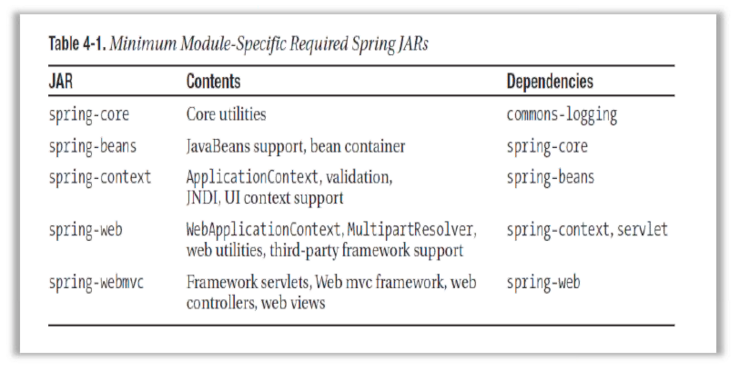 Table 4-1. Minimum Module-Specific Required Spring JARs
JAR Contents Dependencies
spring-core Core utilities commons-logging
spring-beans JavaBeans support, bean container spring-core
spring-context ApplicationContext, validation, spring-beans
JNDI, UI context support
spring-web WebApplicationContext, MultipartResolver, spring-context, servlet
web utilities, third-party framework support
spring-webmvc Framework servlets, Web mvc framework, web spring-web
controllers, web views